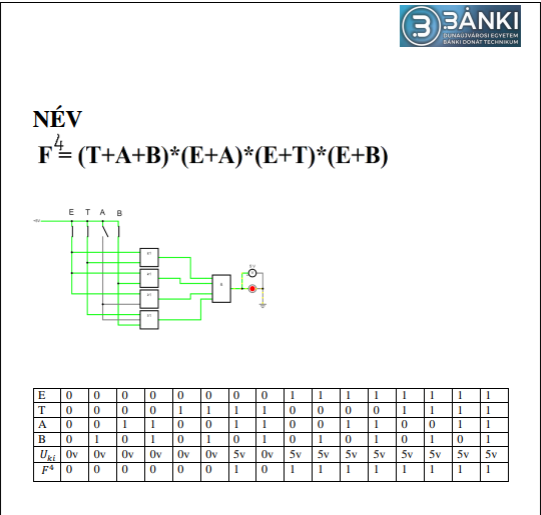 BÁNKI
DUNAÚJVÁROSI EGYETEM
BÁNKI DONÁT TECHNIKUM
NÉV
F⁴= (T+A+B)*(E+A)*(E+T)*(E+B)
E T A B
E 0 0 0 0 0 0 0 0 1 1 1 1 1 1 1 1
T 0 0 0 0 1 1 1 1 0 0 0 0 1 1 1 1
A 0 0 1 1 0 0 1 1 0 0 1 1 0 0 1 1
B 0 1 0 1 0 1 0 1 0 1 0 1 0 1 0 1
U_ki 0v 0v 0v 0v 0v 0v 5v 0v 5v 5v 5v 5v 5v 5v 5v 5v
F⁴ 0 0 0 0 0 0 1 0 1 1 1 1 1 1 1 1